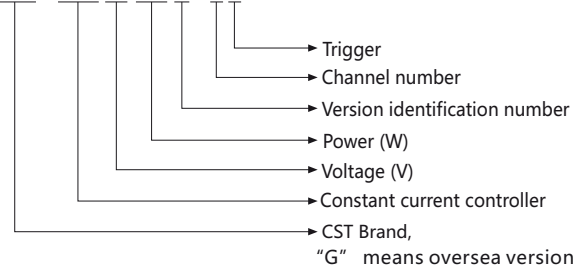 Trigger
Channel number
Version identification number
Power (W)
Voltage (V)
Constant current controller
CST Brand,
“G” means oversea version